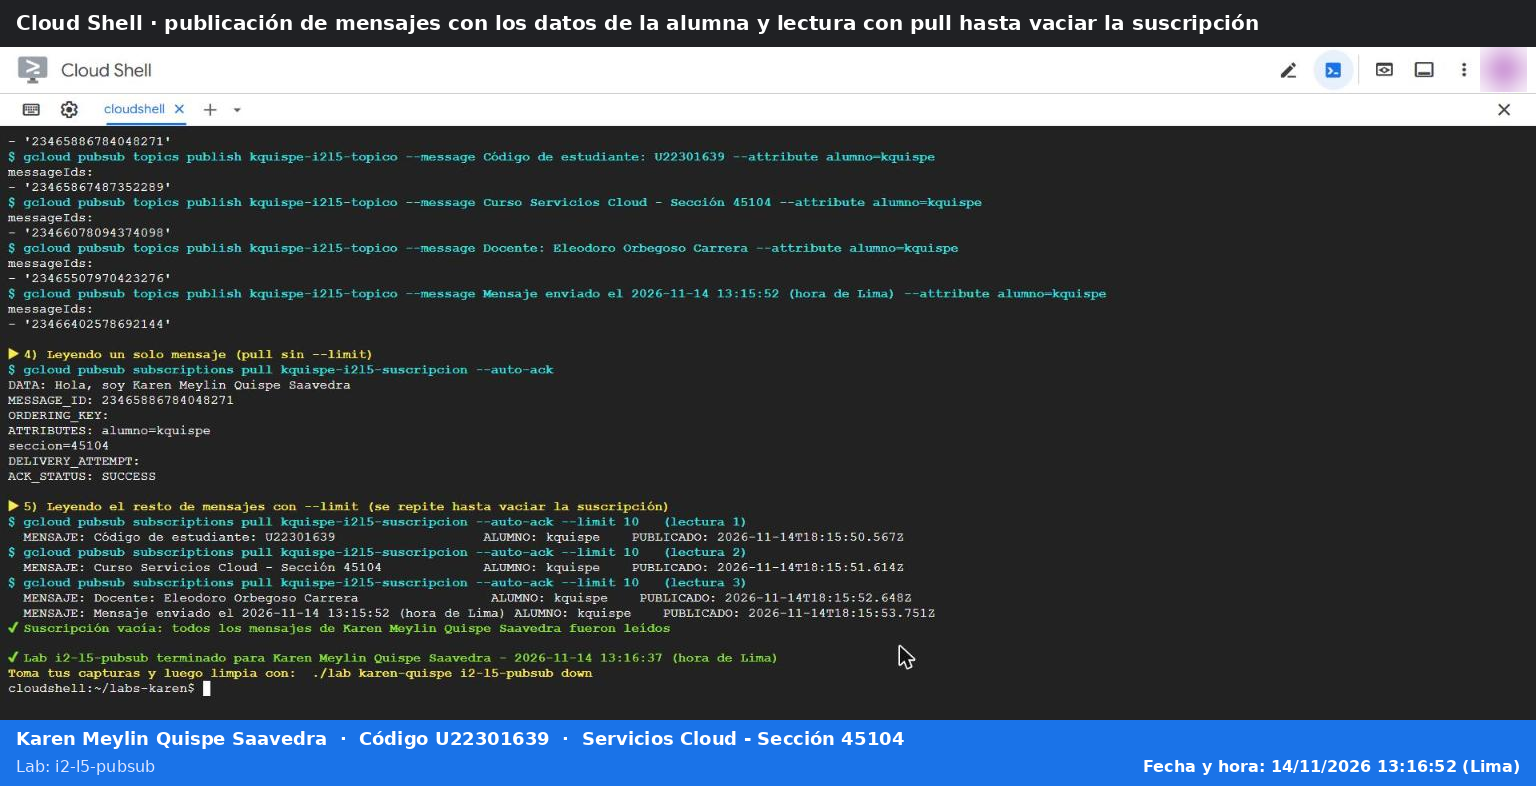 Cloud Shell · publicación de mensajes con los datos de la alumna y lectura con pull hasta vaciar la suscripción
Cloud Shell
cloudshell
- '23465886784048271'
$ gcloud pubsub topics publish kquispe-i2l5-topico --message Código de estudiante: U22301639 --attribute alumno=kquispe
messageIds:
- '23465867487352289'
$ gcloud pubsub topics publish kquispe-i2l5-topico --message Curso Servicios Cloud - Sección 45104 --attribute alumno=kquispe
messageIds:
- '23466078094374098'
$ gcloud pubsub topics publish kquispe-i2l5-topico --message Docente: Eleodoro Orbegoso Carrera --attribute alumno=kquispe
messageIds:
- '23465507970423276'
$ gcloud pubsub topics publish kquispe-i2l5-topico --message Mensaje enviado el 2026-11-14 13:15:52 (hora de Lima) --attribute alumno=kquispe
messageIds:
- '23466402578692144'
▶ 4) Leyendo un solo mensaje (pull sin --limit)
$ gcloud pubsub subscriptions pull kquispe-i2l5-suscripcion --auto-ack
DATA: Hola, soy Karen Meylin Quispe Saavedra
MESSAGE_ID: 23465886784048271
ORDERING_KEY:
ATTRIBUTES: alumno=kquispe
seccion=45104
DELIVERY_ATTEMPT:
ACK_STATUS: SUCCESS
▶ 5) Leyendo el resto de mensajes con --limit (se repite hasta vaciar la suscripción)
$ gcloud pubsub subscriptions pull kquispe-i2l5-suscripcion --auto-ack --limit 10 (lectura 1)
MENSAJE: Código de estudiante: U22301639 ALUMNO: kquispe PUBLICADO: 2026-11-14T18:15:50.567Z
$ gcloud pubsub subscriptions pull kquispe-i2l5-suscripcion --auto-ack --limit 10 (lectura 2)
MENSAJE: Curso Servicios Cloud - Sección 45104 ALUMNO: kquispe PUBLICADO: 2026-11-14T18:15:51.614Z
$ gcloud pubsub subscriptions pull kquispe-i2l5-suscripcion --auto-ack --limit 10 (lectura 3)
MENSAJE: Docente: Eleodoro Orbegoso Carrera ALUMNO: kquispe PUBLICADO: 2026-11-14T18:15:52.648Z
MENSAJE: Mensaje enviado el 2026-11-14 13:15:52 (hora de Lima) ALUMNO: kquispe PUBLICADO: 2026-11-14T18:15:53.751Z
✔ Suscripción vacía: todos los mensajes de Karen Meylin Quispe Saavedra fueron leídos
✔ Lab i2-l5-pubsub terminado para Karen Meylin Quispe Saavedra - 2026-11-14 13:16:37 (hora de Lima)
Toma tus capturas y luego limpia con: ./lab karen-quispe i2-l5-pubsub down
cloudshell:~/labs-karen$
Karen Meylin Quispe Saavedra · Código U22301639 · Servicios Cloud - Sección 45104
Lab: i2-l5-pubsub
Fecha y hora: 14/11/2026 13:16:52 (Lima)